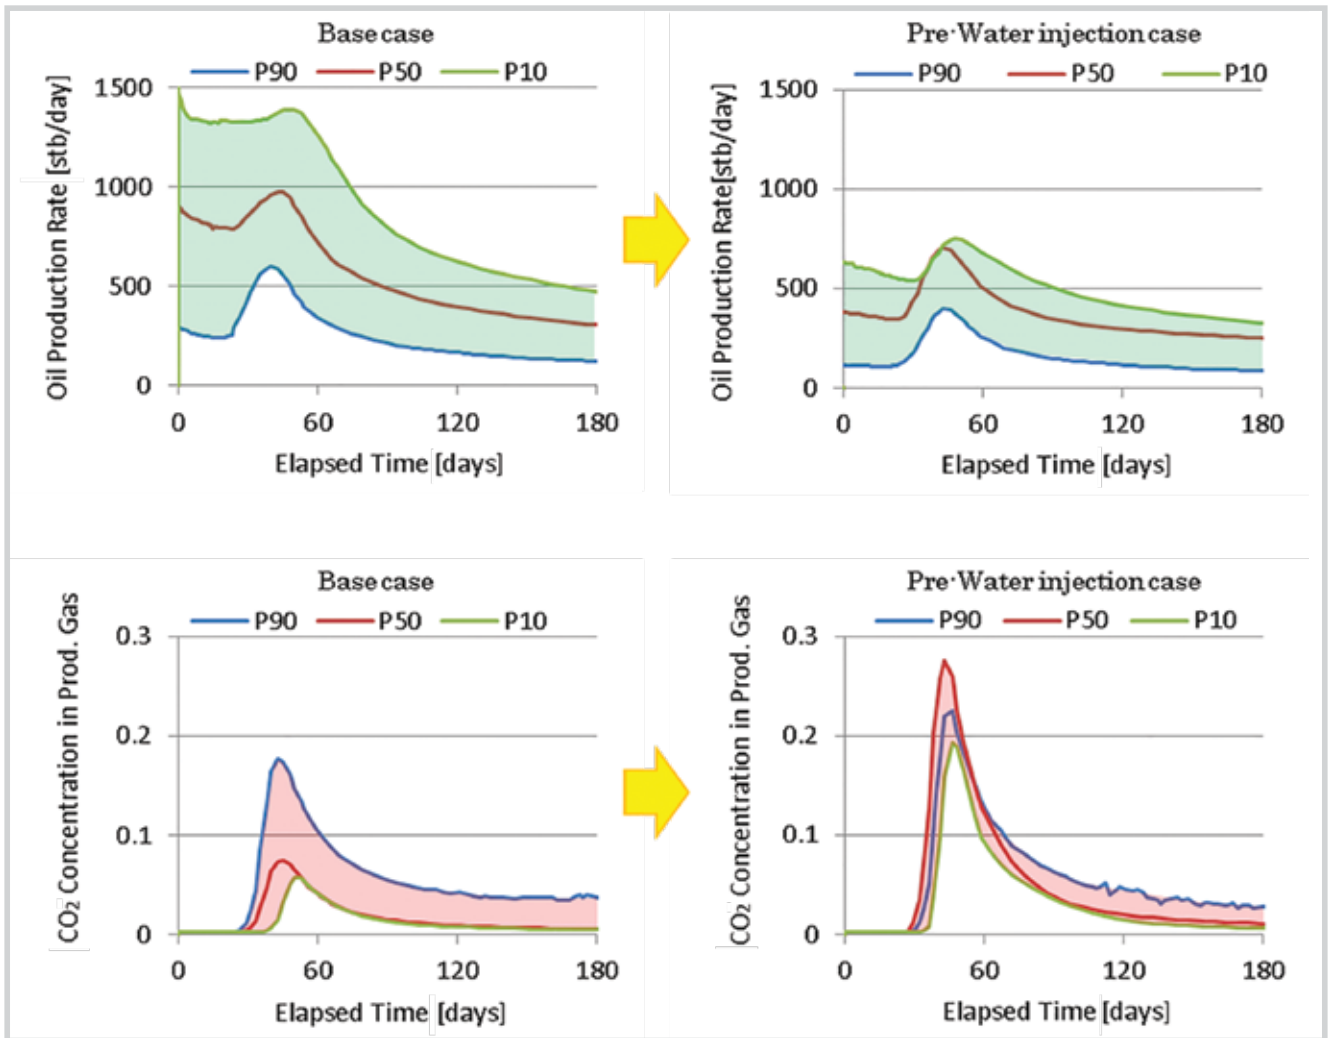 Base case
P90 P50 P10
Oil Production Rate [stb/day]
1500
1000
500
0
0 60 120 180
Elapsed Time [days]
Pre-Water injection case
P90 P50 P10
Oil Production Rate[stb/day]
1500
1000
500
0
0 60 120 180
Elapsed Time [days]
Base case
P90 P50 P10
CO2 Concentration in Prod. Gas
0.3
0.2
0.1
0
0 60 120 180
Elapsed Time [days]
Pre-Water injection case
P90 P50 P10
CO2 Concentration in Prod. Gas
0.3
0.2
0.1
0
0 60 120 180
Elapsed Time [days]